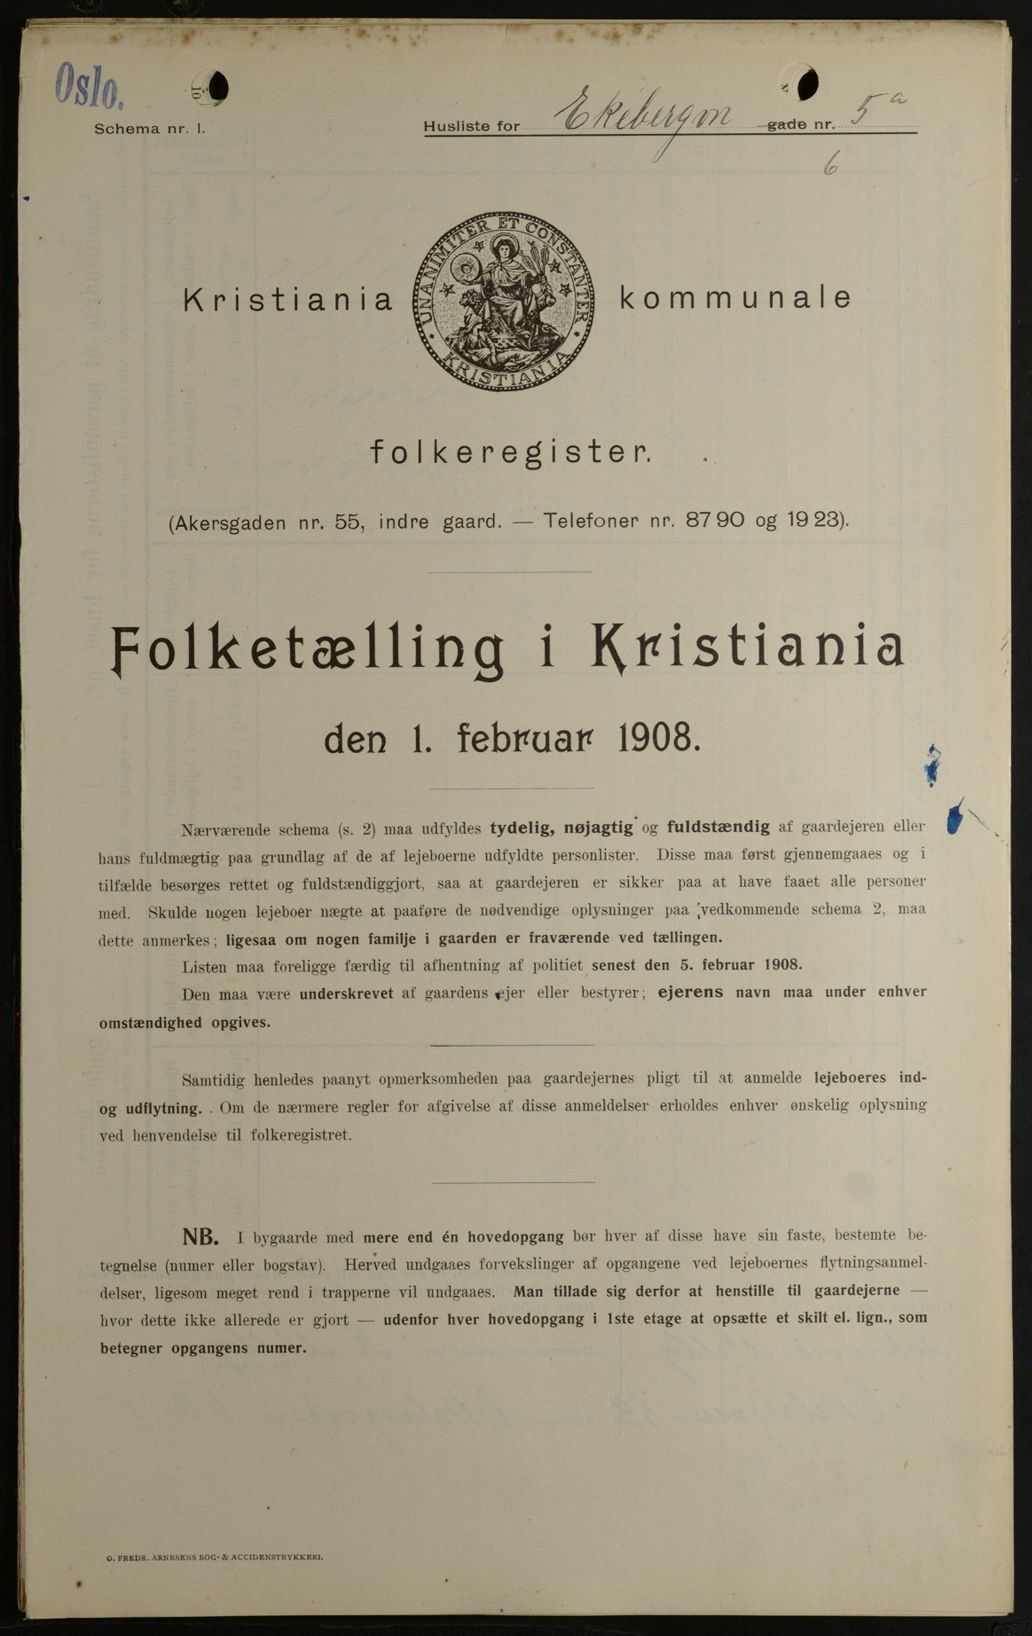 Oslo.
Schema nr. I.
Husliste for Ekebergvn gade nr. 5 a
6
UNANIMITER ET CONSTANTER
KRISTIANIA
Kristiania kommunale
folkeregister.
(Akersgaden nr. 55, indre gaard. — Telefoner nr. 87 90 og 19 23).
Folketælling i Kristiania
den 1. februar 1908.
Nærværende schema (s. 2) maa udfyldes tydelig, nøjagtig og fuldstændig af gaardejeren eller
hans fuldmægtig paa grundlag af de af lejeboerne udfyldte personlister. Disse maa først gjennemgaaes og i
tilfælde besørges rettet og fuldstændiggjort, saa at gaardejeren er sikker paa at have faaet alle personer
med. Skulde nogen lejeboer nægte at paaføre de nødvendige oplysninger paa vedkommende schema 2, maa
dette anmerkes; ligesaa om nogen familje i gaarden er fraværende ved tællingen.
Listen maa foreligge færdig til afhentning af politiet senest den 5. februar 1908.
Den maa være underskrevet af gaardens ejer eller bestyrer; ejerens navn maa under enhver
omstændighed opgives.
Samtidig henledes paanyt opmerksomheden paa gaardejernes pligt til at anmelde lejeboeres ind-
og udflytning. Om de nærmere regler for afgivelse af disse anmeldelser erholdes enhver ønskelig oplysning
ved henvendelse til folkeregistret.
NB. I bygaarde med mere end én hovedopgang bør hver af disse have sin faste, bestemte be-
tegnelse (numer eller bogstav). Herved undgaaes forvekslinger af opgangene ved lejeboernes flytningsanmel-
delser, ligesom meget rend i trapperne vil undgaaes. Man tillade sig derfor at henstille til gaardejerne —
hvor dette ikke allerede er gjort — udenfor hver hovedopgang i 1ste etage at opsætte et skilt el. lign., som
betegner opgangens numer.
O. FREDR. ARNESENS BOG- & ACCIDENSTRYKKERI.